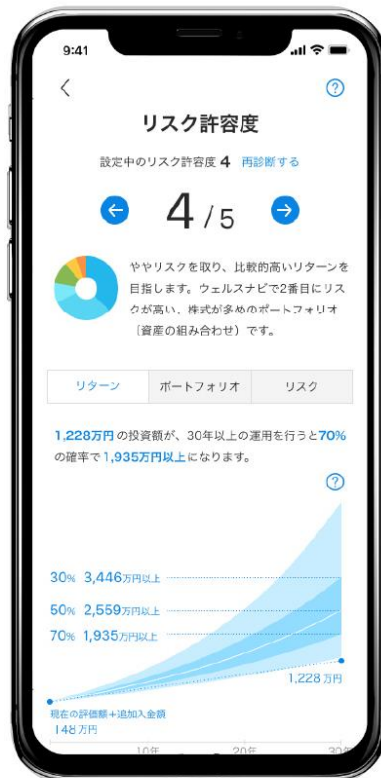 9:41
リスク許容度
設定中のリスク許容度 4 再診断する
4 / 5
ややリスクを取り、比較的高いリターンを
目指します。ウェルスナビで2番目にリス
クが高い、株式が多めのポートフォリオ
（資産の組み合わせ）です。
リターン ポートフォリオ リスク
1,228万円の投資額が、30年以上の運用を行うと70%
の確率で1,935万円以上になります。
30% 3,446万円以上
50% 2,559万円以上
70% 1,935万円以上
1,228 万円
現在の評価額+追加入金額
148万円
10年 20年 30年